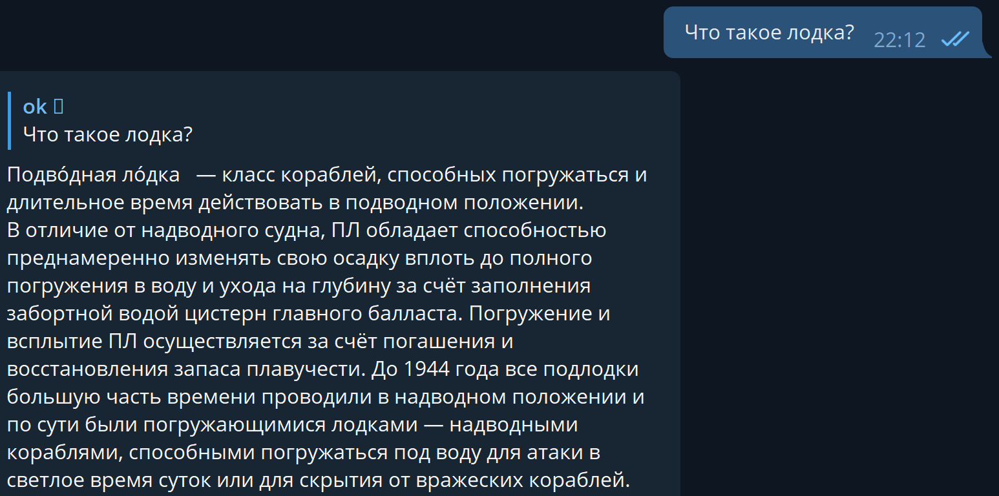 Что такое лодка? 22:12
ok
Что такое лодка?
Подво́дная ло́дка — класс кораблей, способных погружаться и
длительное время действовать в подводном положении.
В отличие от надводного судна, ПЛ обладает способностью
преднамеренно изменять свою осадку вплоть до полного
погружения в воду и ухода на глубину за счёт заполнения
забортной водой цистерн главного балласта. Погружение и
всплытие ПЛ осуществляется за счёт погашения и
восстановления запаса плавучести. До 1944 года все подлодки
большую часть времени проводили в надводном положении и
по сути были погружающимися лодками — надводными
кораблями, способными погружаться под воду для атаки в
светлое время суток или для скрытия от вражеских кораблей.